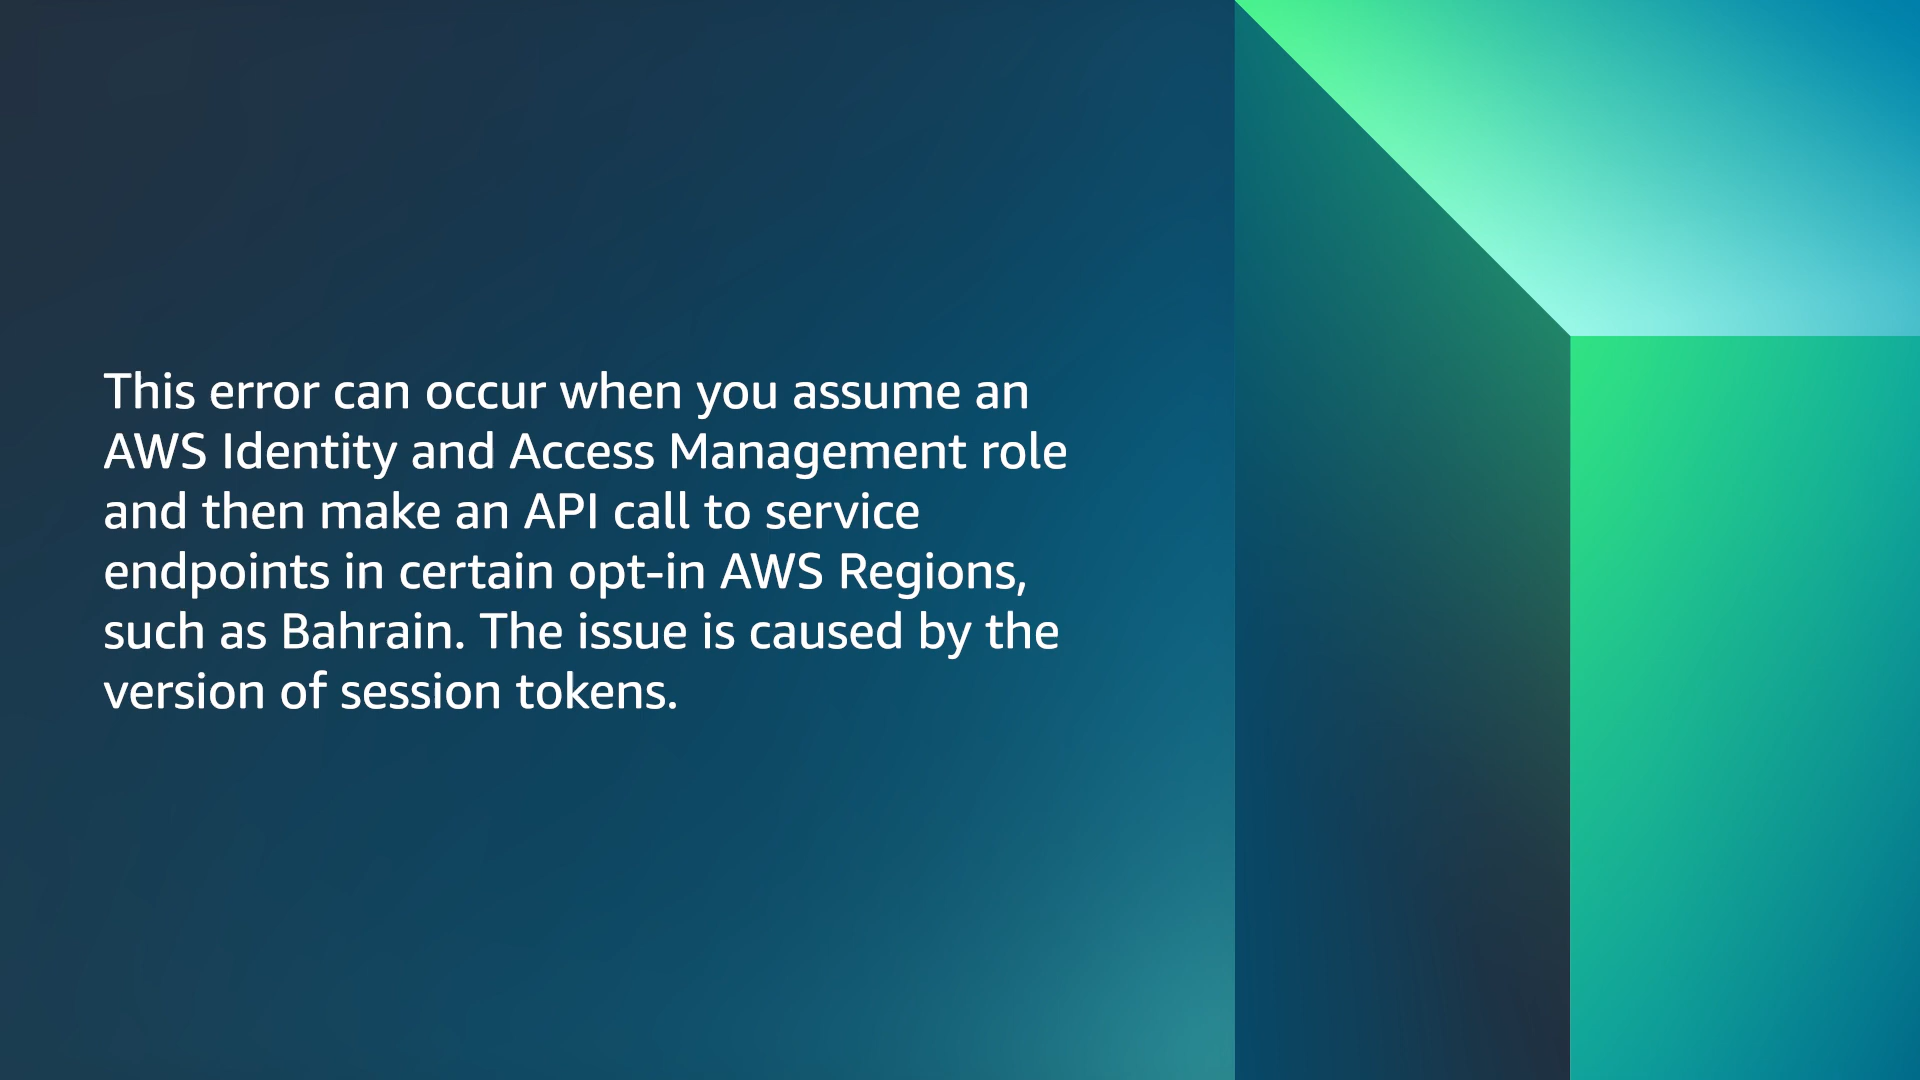 This error can occur when you assume an
AWS Identity and Access Management role
and then make an API call to service
endpoints in certain opt-in AWS Regions,
such as Bahrain. The issue is caused by the
version of session tokens.